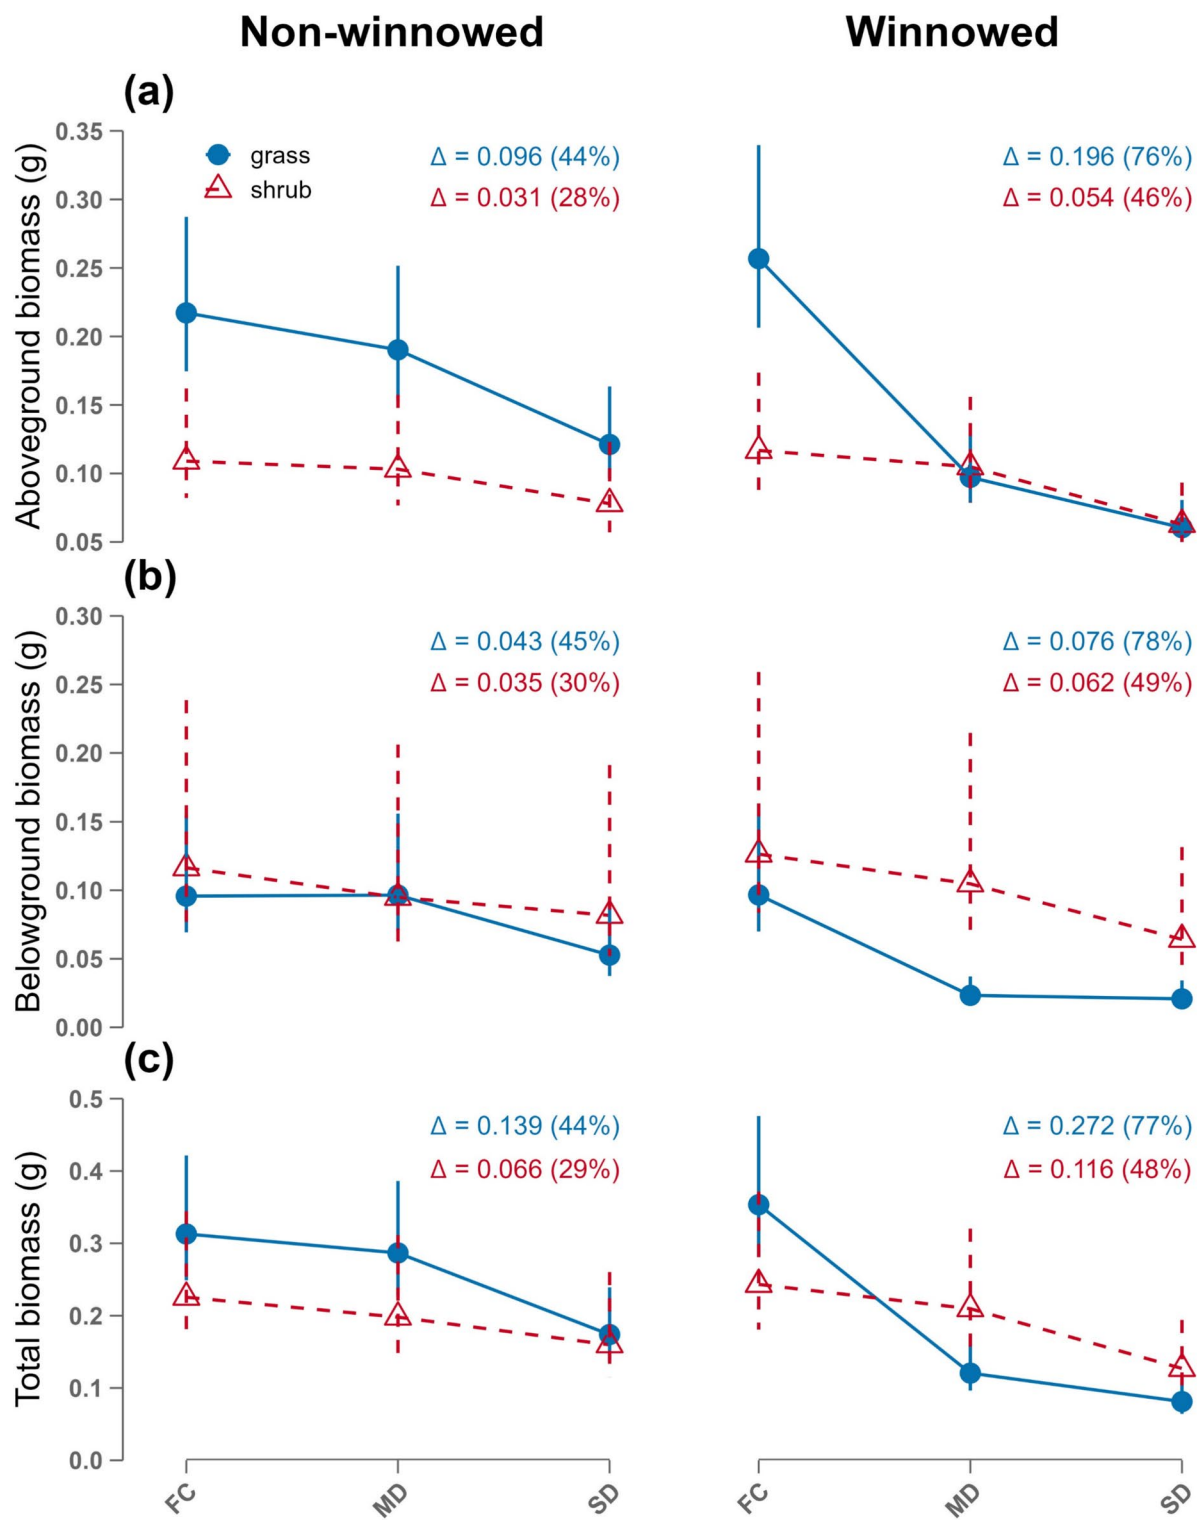 Non-winnowed
Winnowed
(a)
Aboveground biomass (g)
0.35
0.30
0.25
0.20
0.15
0.10
0.05
grass
shrub
Δ = 0.096 (44%)
Δ = 0.031 (28%)
Δ = 0.196 (76%)
Δ = 0.054 (46%)
(b)
Belowground biomass (g)
0.30
0.25
0.20
0.15
0.10
0.05
0.00
Δ = 0.043 (45%)
Δ = 0.035 (30%)
Δ = 0.076 (78%)
Δ = 0.062 (49%)
(c)
Total biomass (g)
0.5
0.4
0.3
0.2
0.1
0.0
Δ = 0.139 (44%)
Δ = 0.066 (29%)
Δ = 0.272 (77%)
Δ = 0.116 (48%)
FC
MD
SD
FC
MD
SD